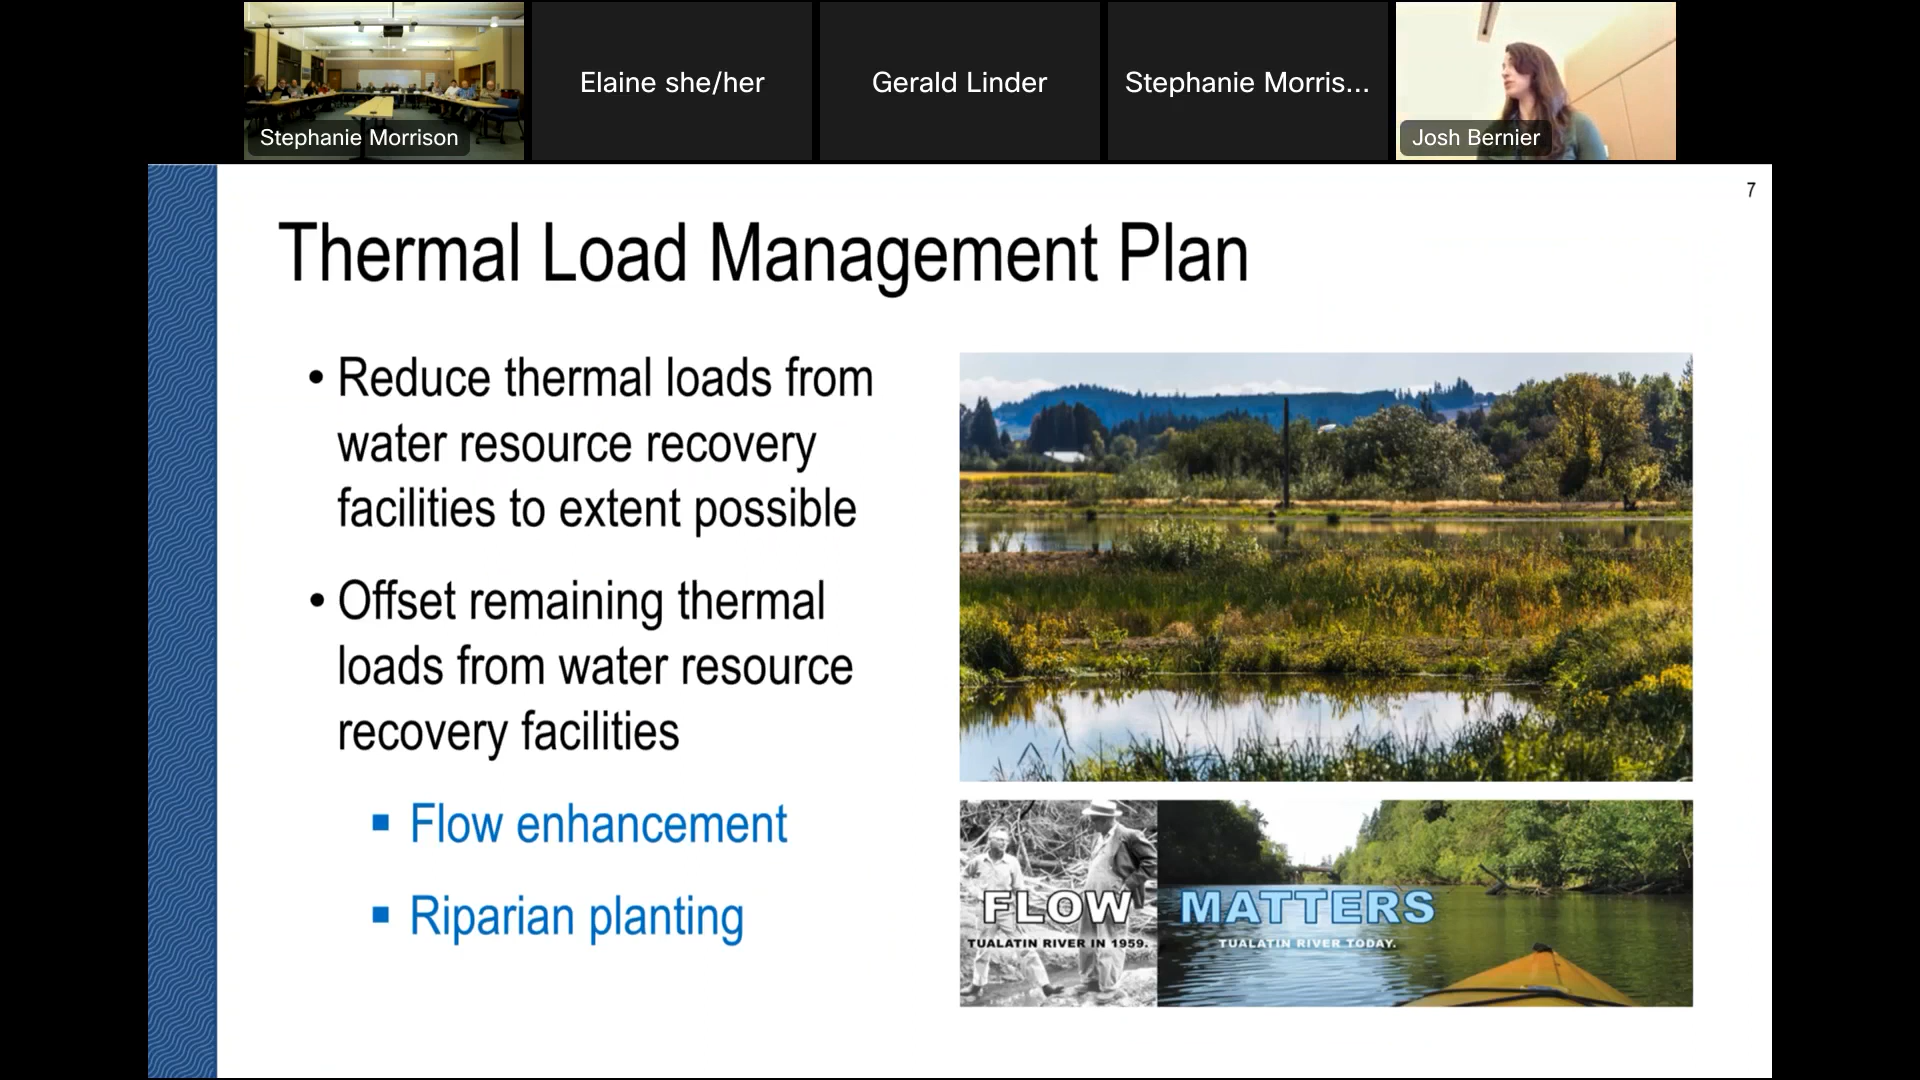 Stephanie Morrison
Elaine she/her
Gerald Linder
Stephanie Morris...
Josh Bernier
7
Thermal Load Management Plan
• Reduce thermal loads from
water resource recovery
facilities to extent possible
• Offset remaining thermal
loads from water resource
recovery facilities
▪ Flow enhancement
▪ Riparian planting
FLOW MATTERS
TUALATIN RIVER IN 1959. TUALATIN RIVER TODAY.